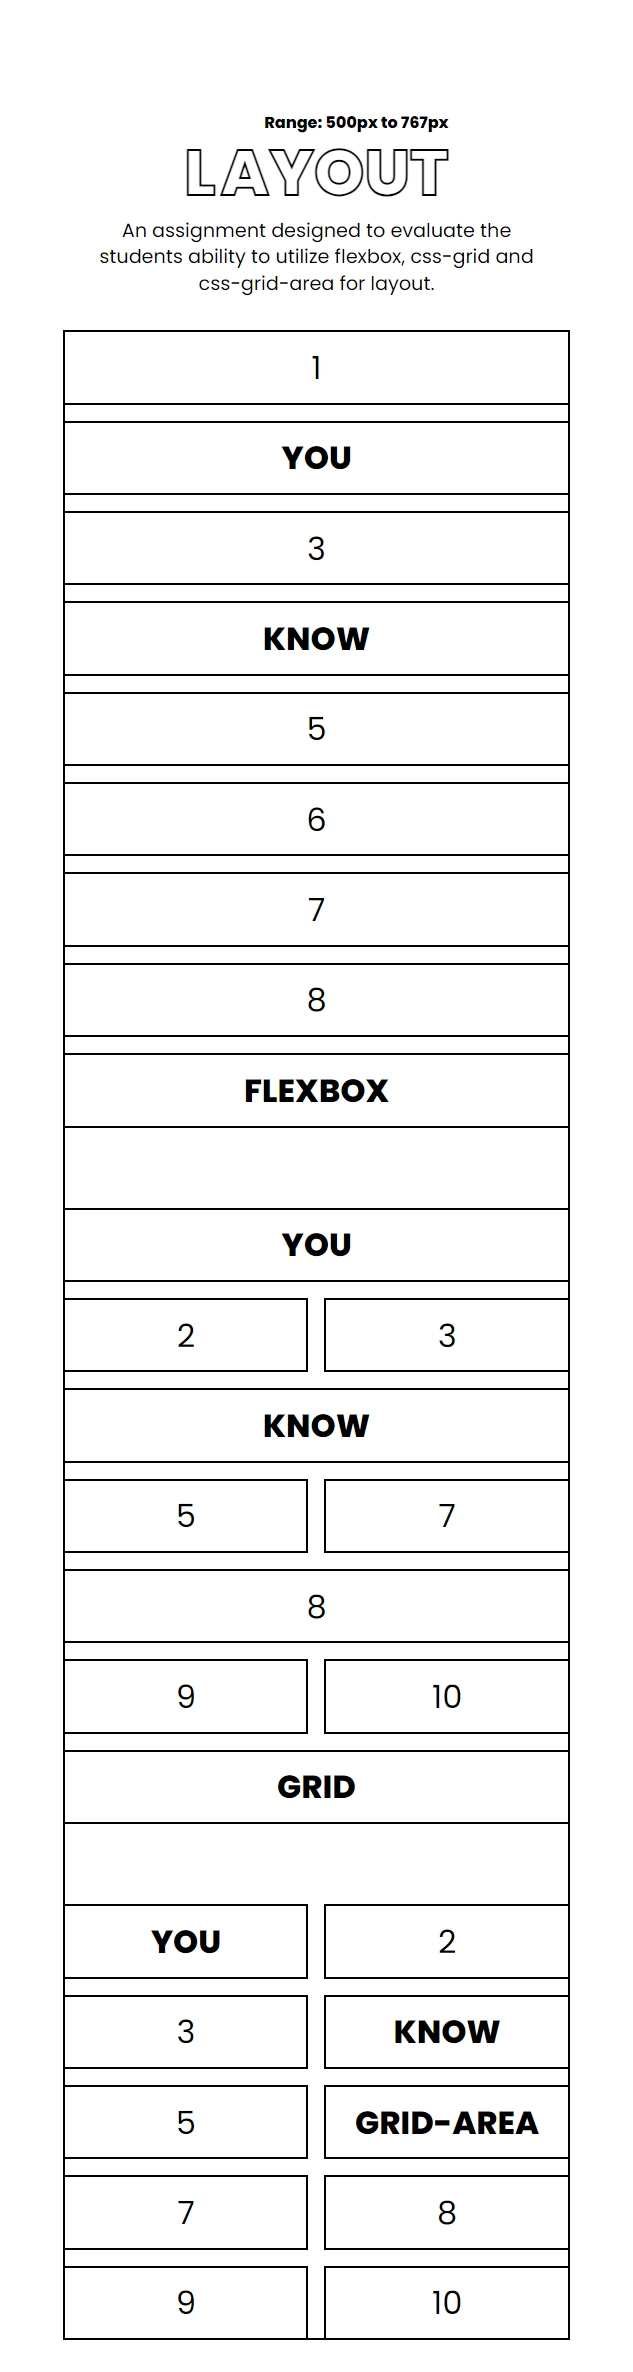 Range: 500px to 767px
LAYOUT
An assignment designed to evaluate the
students ability to utilize flexbox, css-grid and
css-grid-area for layout.
1
YOU
3
KNOW
5
6
7
8
FLEXBOX
YOU
2 3
KNOW
5 7
8
9 10
GRID
YOU 2
3 KNOW
5 GRID-AREA
7 8
9 10